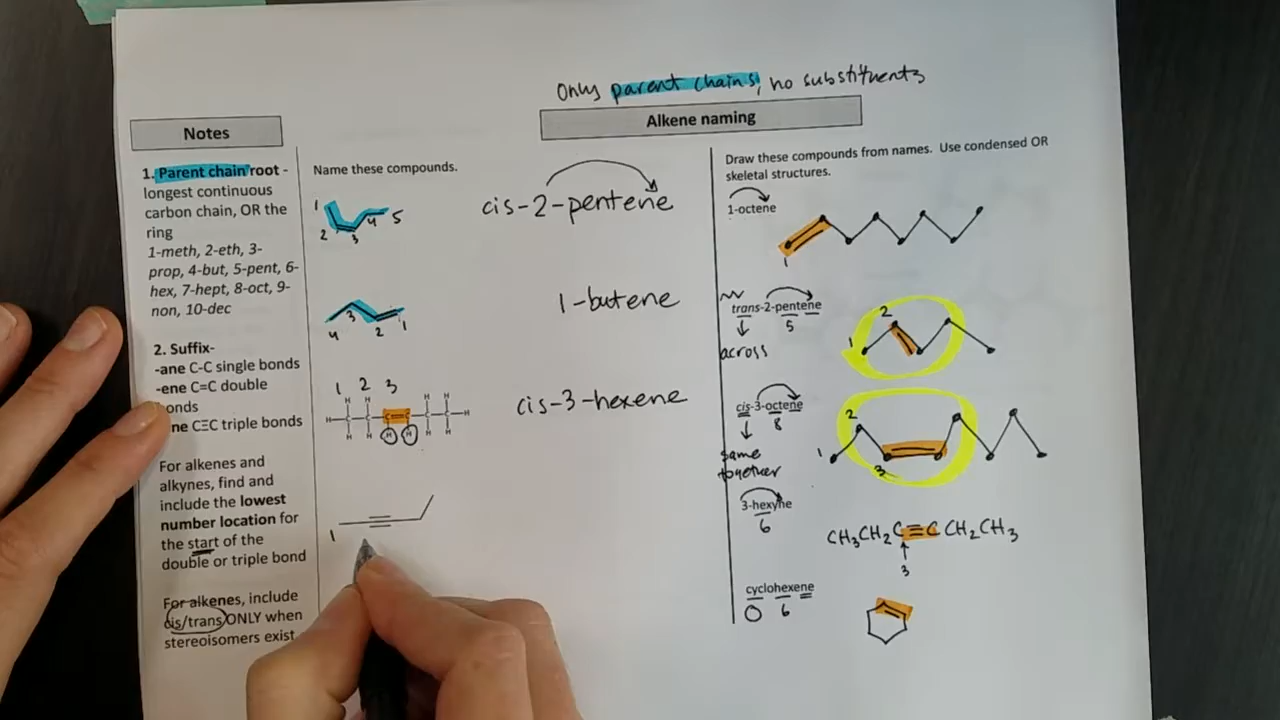 Only parent chains, no substituents
Alkene naming
Notes
1. Parent chain root -
longest continuous
carbon chain, OR the
ring
1-meth, 2-eth, 3-
prop, 4-but, 5-pent, 6-
hex, 7-hept, 8-oct, 9-
non, 10-dec
2. Suffix-
-ane C-C single bonds
-ene C=C double
onds
ne C≡C triple bonds
For alkenes and
alkynes, find and
include the lowest
number location for
the start of the
double or triple bond
For alkenes, include
cis/trans ONLY when
stereoisomers exist
Name these compounds.
1 2 3 4 5
cis-2-pentene
4 3 2 1
1-butene
1 2 3
H H H H
H C C C=C C C H
H H H H H H
cis-3-hexene
1
Draw these compounds from names. Use condensed OR
skeletal structures.
1-octene
1
trans-2-pentene
5
across
1 2
cis-3-octene
8
same
together
1 2 3
3-hexyne
6
CH3CH2C≡CCH2CH3
3
cyclohexene
6